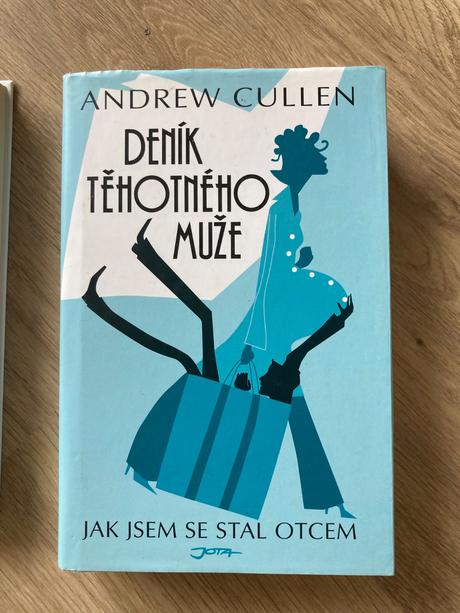 ANDREW CULLEN
DENÍK
TĚHOTNÉHO
MUŽE
JAK JSEM SE STAL OTCEM
JOTA